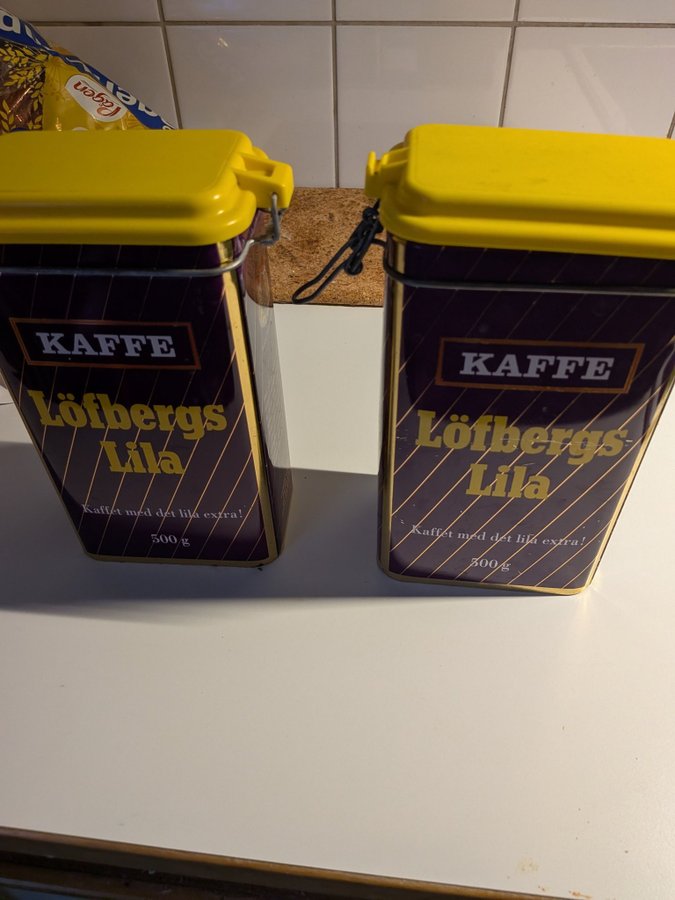 Pågen
KAFFE
Löfbergs
Lila
Kaffet med det lila extra!
500 g
KAFFE
Löfbergs
Lila
Kaffet med det lila extra!
500 g